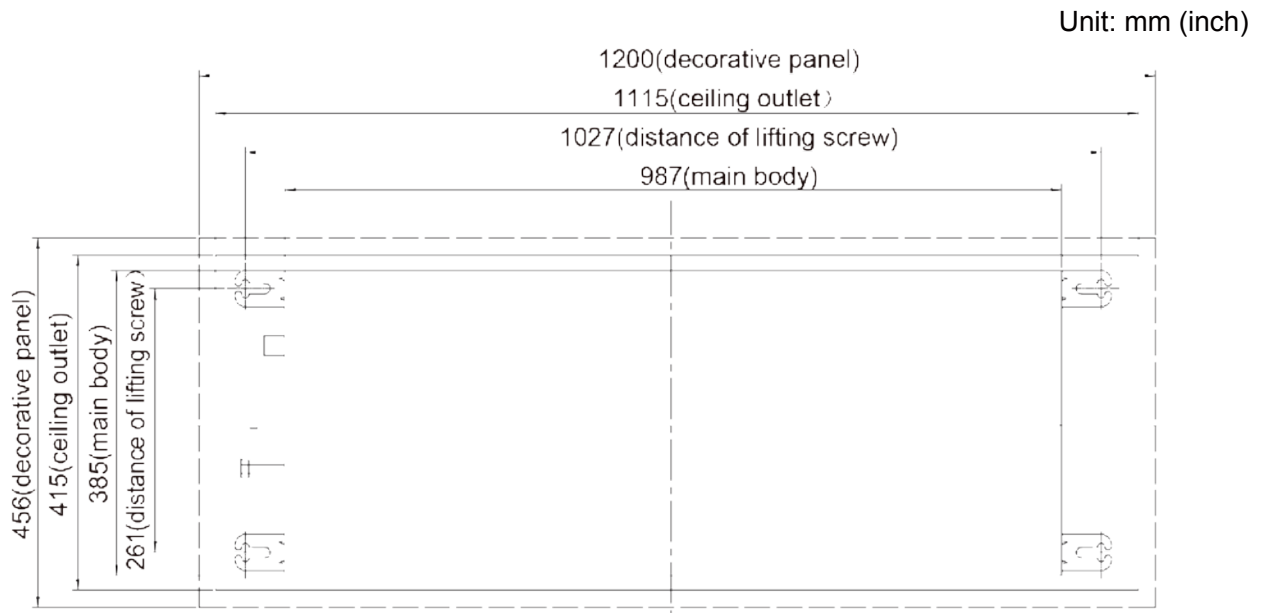 Unit: mm (inch)
1200(decorative panel)
1115(ceiling outlet）
1027(distance of lifting screw)
987(main body)
456(decorative panel)
415(ceiling outlet)
385(main body)
261(distance of lifting screw)